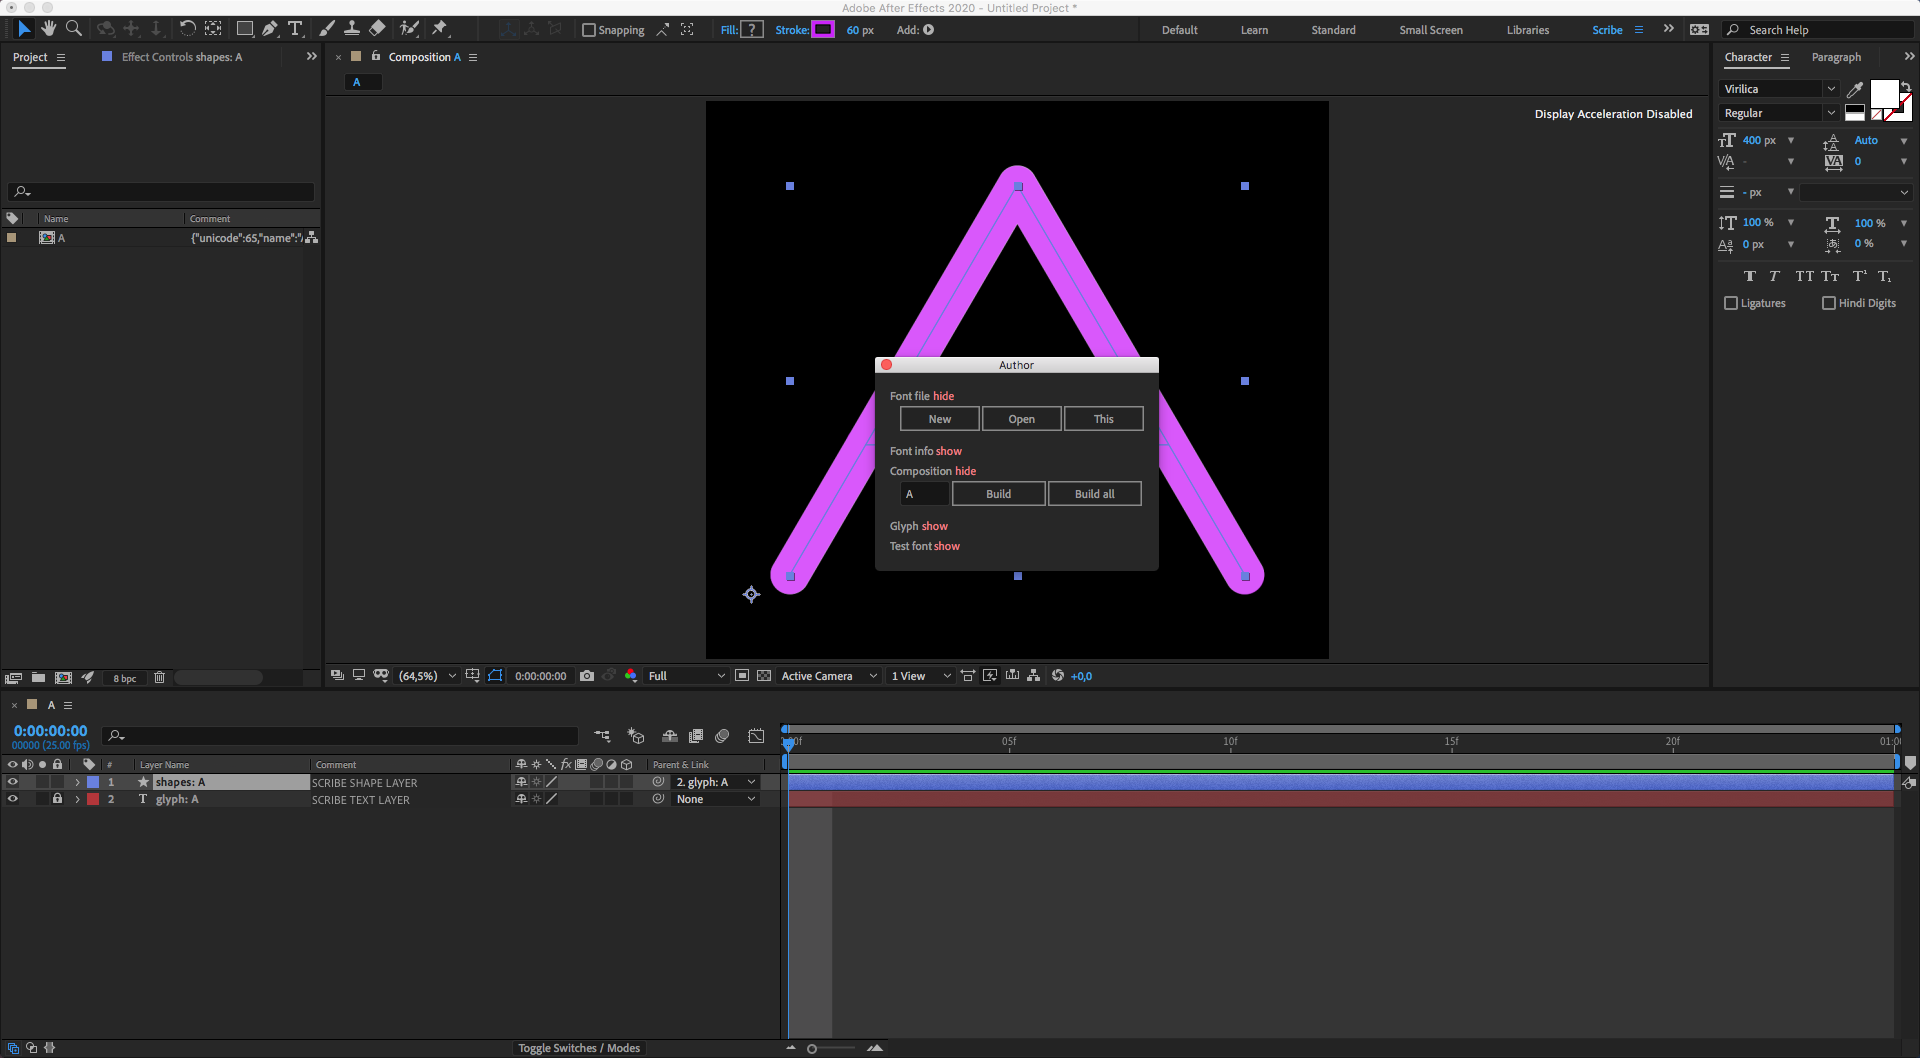 Adobe After Effects 2020 - Untitled Project *
Snapping
Fill: ?
Stroke:
60 px
Add:
Default
Learn
Standard
Small Screen
Libraries
Scribe
Search Help
Project
Effect Controls shapes: A
Composition A
A
Name
Comment
A
{"unicode":65,"name":"
8 bpc
Display Acceleration Disabled
Author
Font file hide
New
Open
This
Font info show
Composition hide
A
Build
Build all
Glyph show
Test font show
(64,5%)
0:00:00:00
Full
Active Camera
1 View
+0,0
Character
Paragraph
Virilica
Regular
400 px
Auto
-
0
- px
100 %
100 %
0 px
0 %
T T TT Tr T¹ T₁
Ligatures
Hindi Digits
A
0:00:00:00
00000 (25.00 fps)
05f
10f
15f
20f
#
Layer Name
Comment
fx
Parent & Link
1
shapes: A
SCRIBE SHAPE LAYER
2. glyph: A
2
T
glyph: A
SCRIBE TEXT LAYER
None
Toggle Switches / Modes